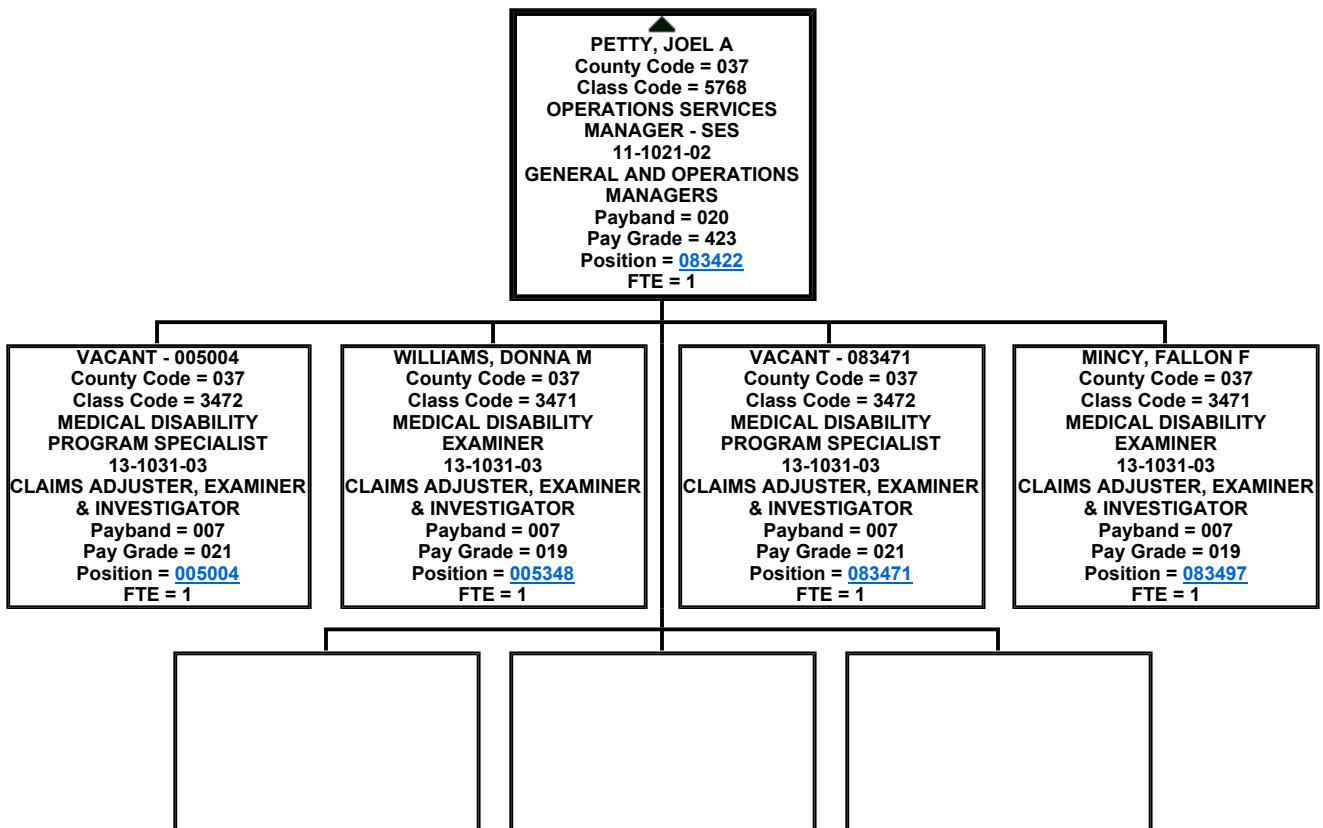 PETTY, JOEL A
County Code = 037
Class Code = 5768
OPERATIONS SERVICES
MANAGER - SES
11-1021-02
GENERAL AND OPERATIONS
MANAGERS
Payband = 020
Pay Grade = 423
Position = 083422
FTE = 1
VACANT - 005004
County Code = 037
Class Code = 3472
MEDICAL DISABILITY
PROGRAM SPECIALIST
13-1031-03
CLAIMS ADJUSTER, EXAMINER
& INVESTIGATOR
Payband = 007
Pay Grade = 021
Position = 005004
FTE = 1
WILLIAMS, DONNA M
County Code = 037
Class Code = 3471
MEDICAL DISABILITY
EXAMINER
13-1031-03
CLAIMS ADJUSTER, EXAMINER
& INVESTIGATOR
Payband = 007
Pay Grade = 019
Position = 005348
FTE = 1
VACANT - 083471
County Code = 037
Class Code = 3472
MEDICAL DISABILITY
PROGRAM SPECIALIST
13-1031-03
CLAIMS ADJUSTER, EXAMINER
& INVESTIGATOR
Payband = 007
Pay Grade = 021
Position = 083471
FTE = 1
MINCY, FALLON F
County Code = 037
Class Code = 3471
MEDICAL DISABILITY
EXAMINER
13-1031-03
CLAIMS ADJUSTER, EXAMINER
& INVESTIGATOR
Payband = 007
Pay Grade = 019
Position = 083497
FTE = 1